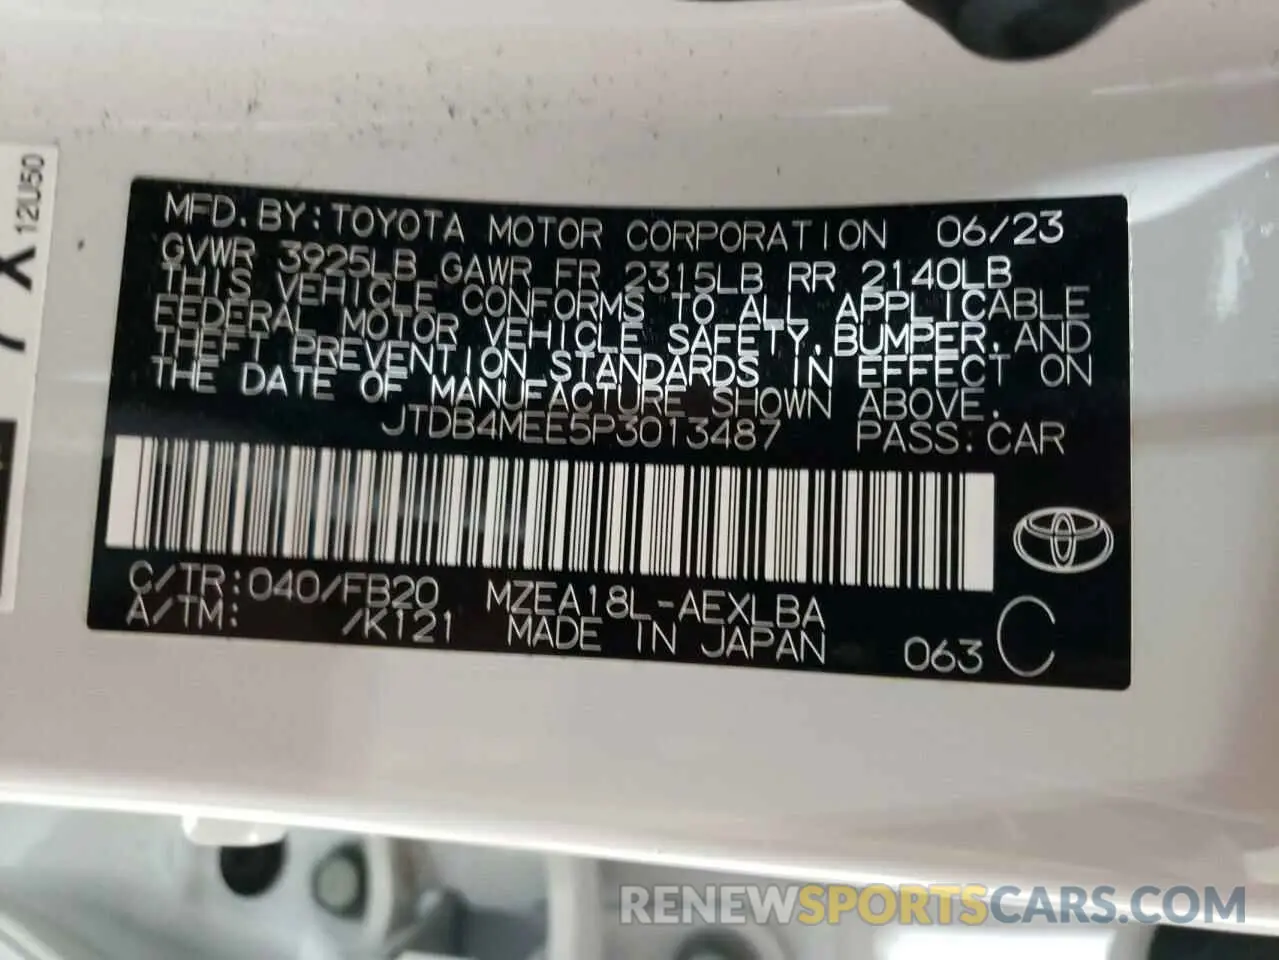 12U50
7 X
MFD. BY: TOYOTA MOTOR CORPORATION 06/23
GVWR 3925LB GAWR FR 2315LB RR 2140LB
THIS VEHICLE CONFORMS TO ALL APPLICABLE
FEDERAL MOTOR VEHICLE SAFETY, BUMPER, AND
THEFT PREVENTION STANDARDS IN EFFECT ON
THE DATE OF MANUFACTURE SHOWN ABOVE.
JTDB4MEE5P3013487 PASS. CAR
C/TR: 040/FB20 MZEA18L-AEXLBA
A/TM: /K121 MADE IN JAPAN 063 C
RENEWSPORTSCARS.COM